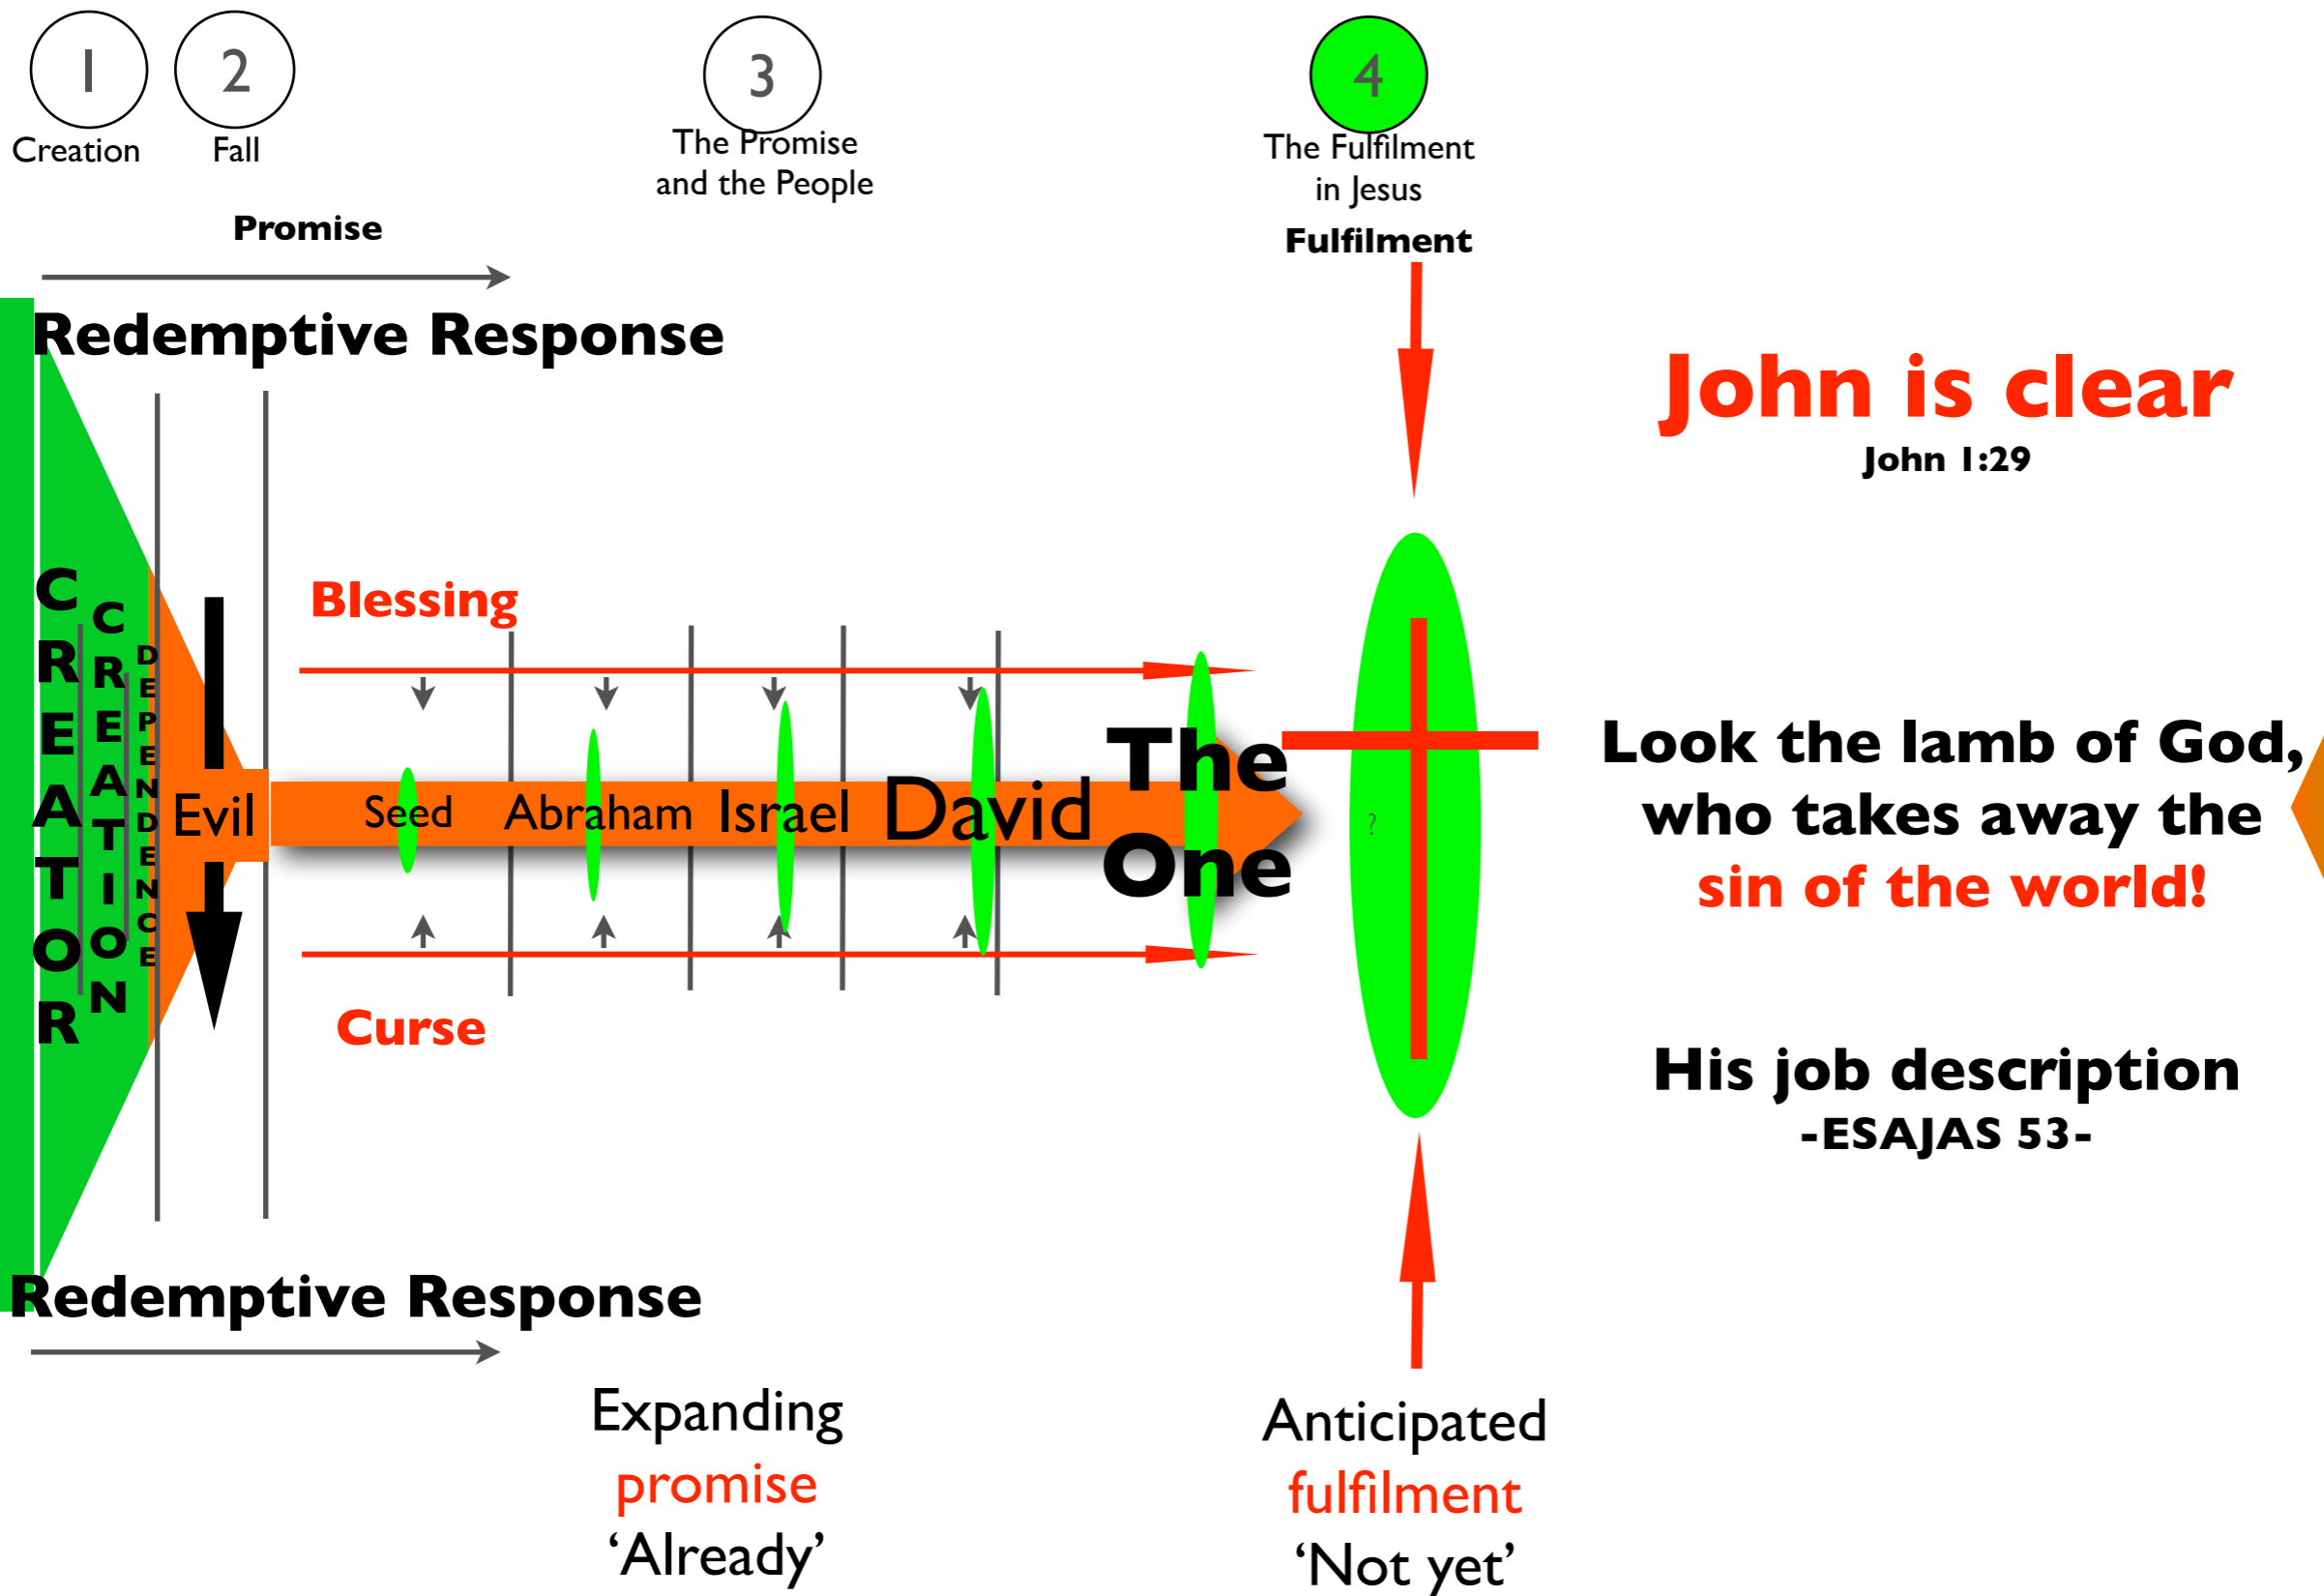 1
Creation
2
Fall
3
The Promise
and the People
4
The Fulfilment
in Jesus
Promise
Fulfilment
Redemptive Response
John is clear
John 1:29
CREATOR
CREATION
DEPENDENCE
Blessing
Evil
Seed
Abraham
Israel
David
The
One
?
Look the lamb of God,
who takes away the
sin of the world!
Curse
His job description
-ESAJAS 53-
Redemptive Response
Expanding
promise
‘Already’
Anticipated
fulfilment
‘Not yet’